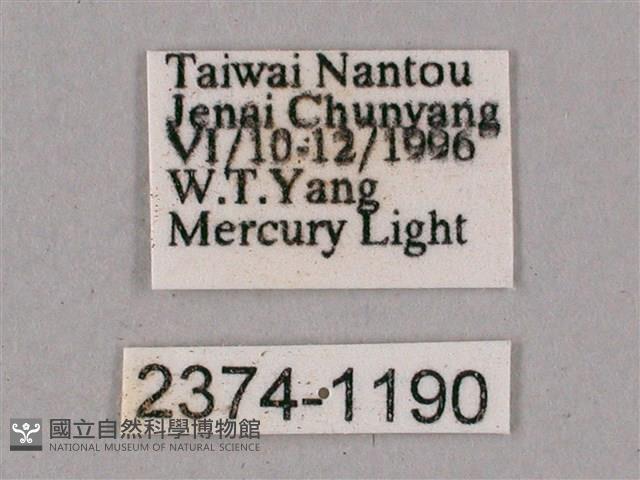 Taiwai Nantou
Jenai Chunyang
VI/10-12/1996
W.T.Yang
Mercury Light
2374-1190
國立自然科學博物館
NATIONAL MUSEUM OF NATURAL SCIENCE